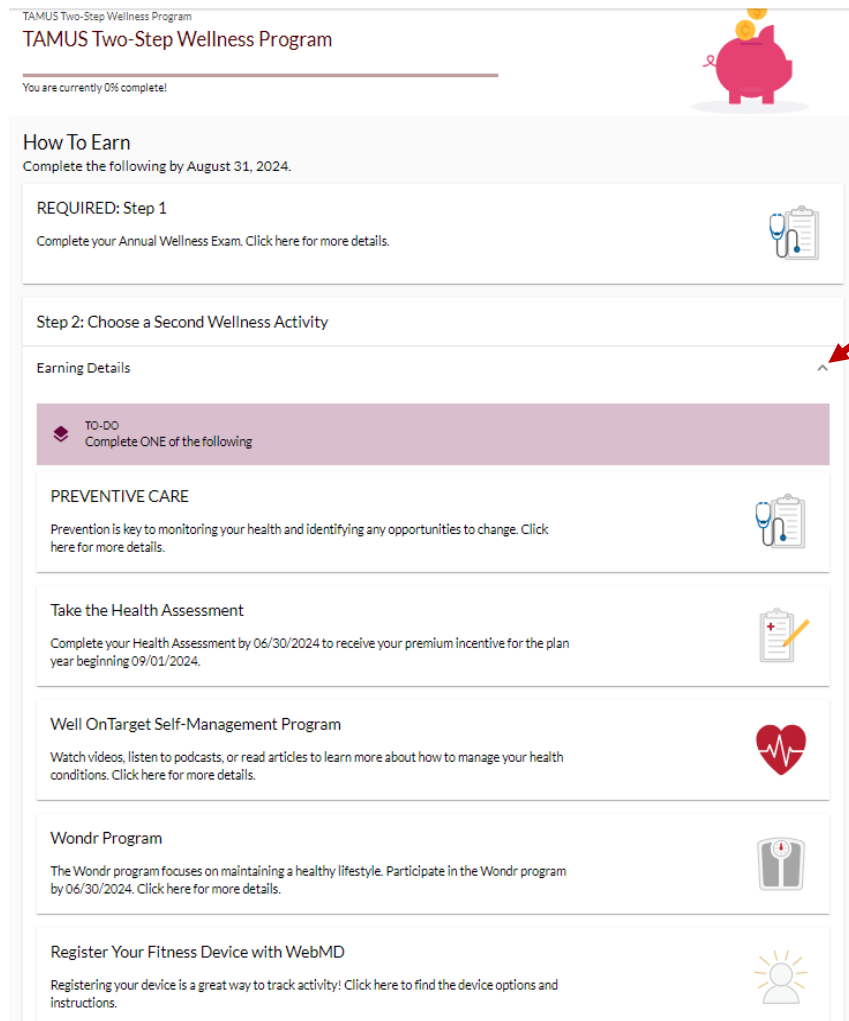 TAMUS Two-Step Wellness Program
TAMUS Two-Step Wellness Program
You are currently 0% complete!
How To Earn
Complete the following by August 31, 2024.
REQUIRED: Step 1
Complete your Annual Wellness Exam. Click here for more details.
Step 2: Choose a Second Wellness Activity
Earning Details
TO-DO
Complete ONE of the following
PREVENTIVE CARE
Prevention is key to monitoring your health and identifying any opportunities to change. Click
here for more details.
Take the Health Assessment
Complete your Health Assessment by 06/30/2024 to receive your premium incentive for the plan
year beginning 09/01/2024.
Well OnTarget Self-Management Program
Watch videos, listen to podcasts, or read articles to learn more about how to manage your health
conditions. Click here for more details.
Wondr Program
The Wondr program focuses on maintaining a healthy lifestyle. Participate in the Wondr program
by 06/30/2024. Click here for more details.
Register Your Fitness Device with WebMD
Registering your device is a great way to track activity! Click here to find the device options and
instructions.